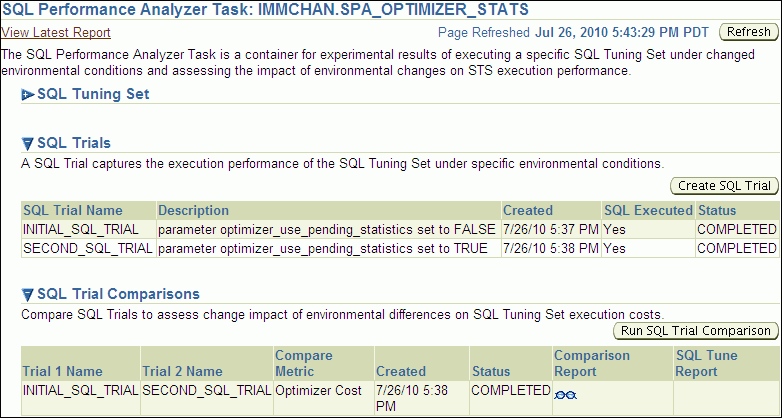 SQL Performance Analyzer Task: IMMCHAN.SPA_OPTIMIZER_STATS
View Latest Report Page Refreshed Jul 26, 2010 5:43:29 PM PDT Refresh
The SQL Performance Analyzer Task is a container for experimental results of executing a specific SQL Tuning Set under changed
environmental conditions and assessing the impact of environmental changes on STS execution performance.
SQL Tuning Set
SQL Trials
A SQL Trial captures the execution performance of the SQL Tuning Set under specific environmental conditions.
Create SQL Trial
SQL Trial Name Description Created SQL Executed Status
INITIAL_SQL_TRIAL parameter optimizer_use_pending_statistics set to FALSE 7/26/10 5:37 PM Yes COMPLETED
SECOND_SQL_TRIAL parameter optimizer_use_pending_statistics set to TRUE 7/26/10 5:38 PM Yes COMPLETED
SQL Trial Comparisons
Compare SQL Trials to assess change impact of environmental differences on SQL Tuning Set execution costs.
Run SQL Trial Comparison
Trial 1 Name Trial 2 Name Compare Metric Created Status Comparison Report SQL Tune Report
INITIAL_SQL_TRIAL SECOND_SQL_TRIAL Optimizer Cost 7/26/10 5:38 PM COMPLETED